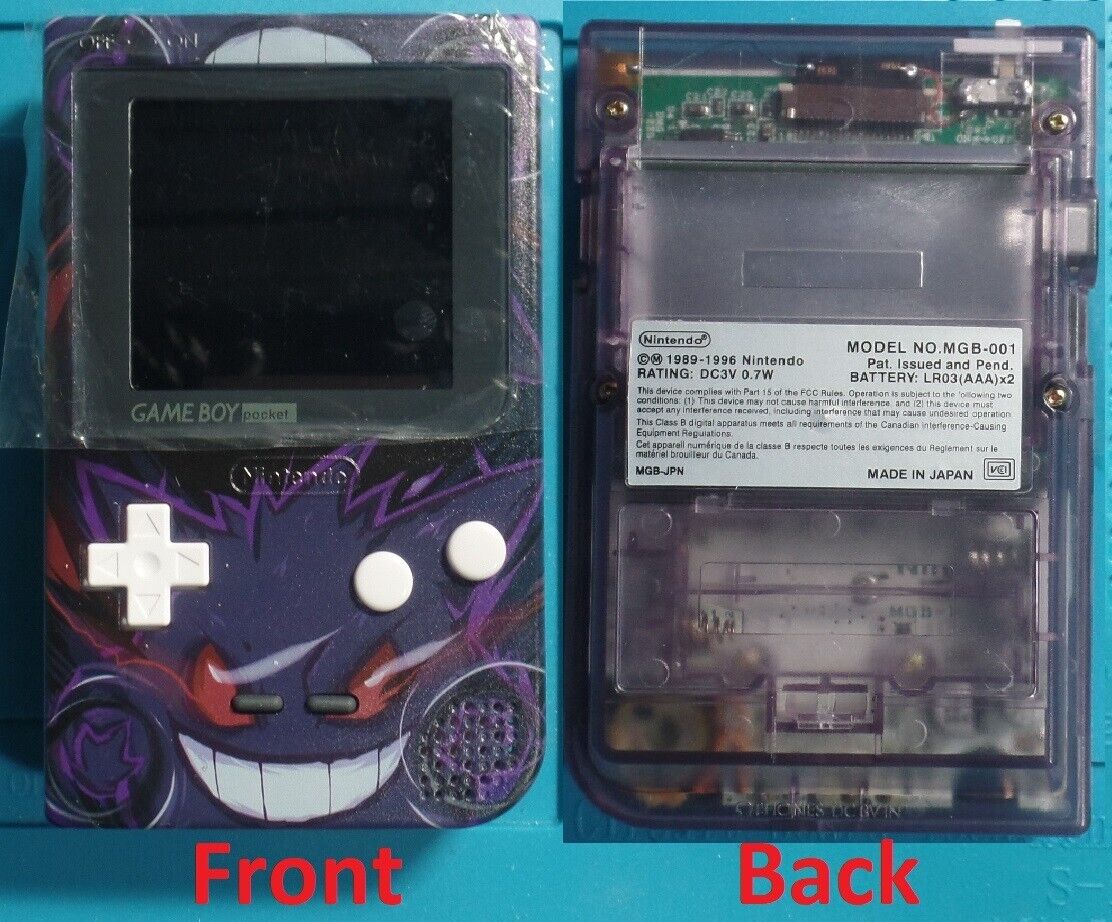 OFF ON
GAME BOY pocket
Nintendo
Nintendo®
©Ⓜ 1989-1996 Nintendo
RATING: DC3V 0.7W
MODEL NO.MGB-001
Pat. Issued and Pend.
BATTERY: LR03(AAA)x2
This device complies with Part 15 of the FCC Rules. Operation is subject to the following two
conditions: (1) This device may not cause harmful interference, and (2) this device must
accept any interference received, including interference that may cause undesired operation
This Class B digital apparatus meets all requirements of the Canadian Interference-Causing
Equipment Regulations.
Cet appareil numérique de la classe B respecte toutes les exigences du Reglement sur le
matériel brouilleur du Canada.
MGB-JPN
MADE IN JAPAN
VCI
MGB
PHONES DC3V IN
Front
Back